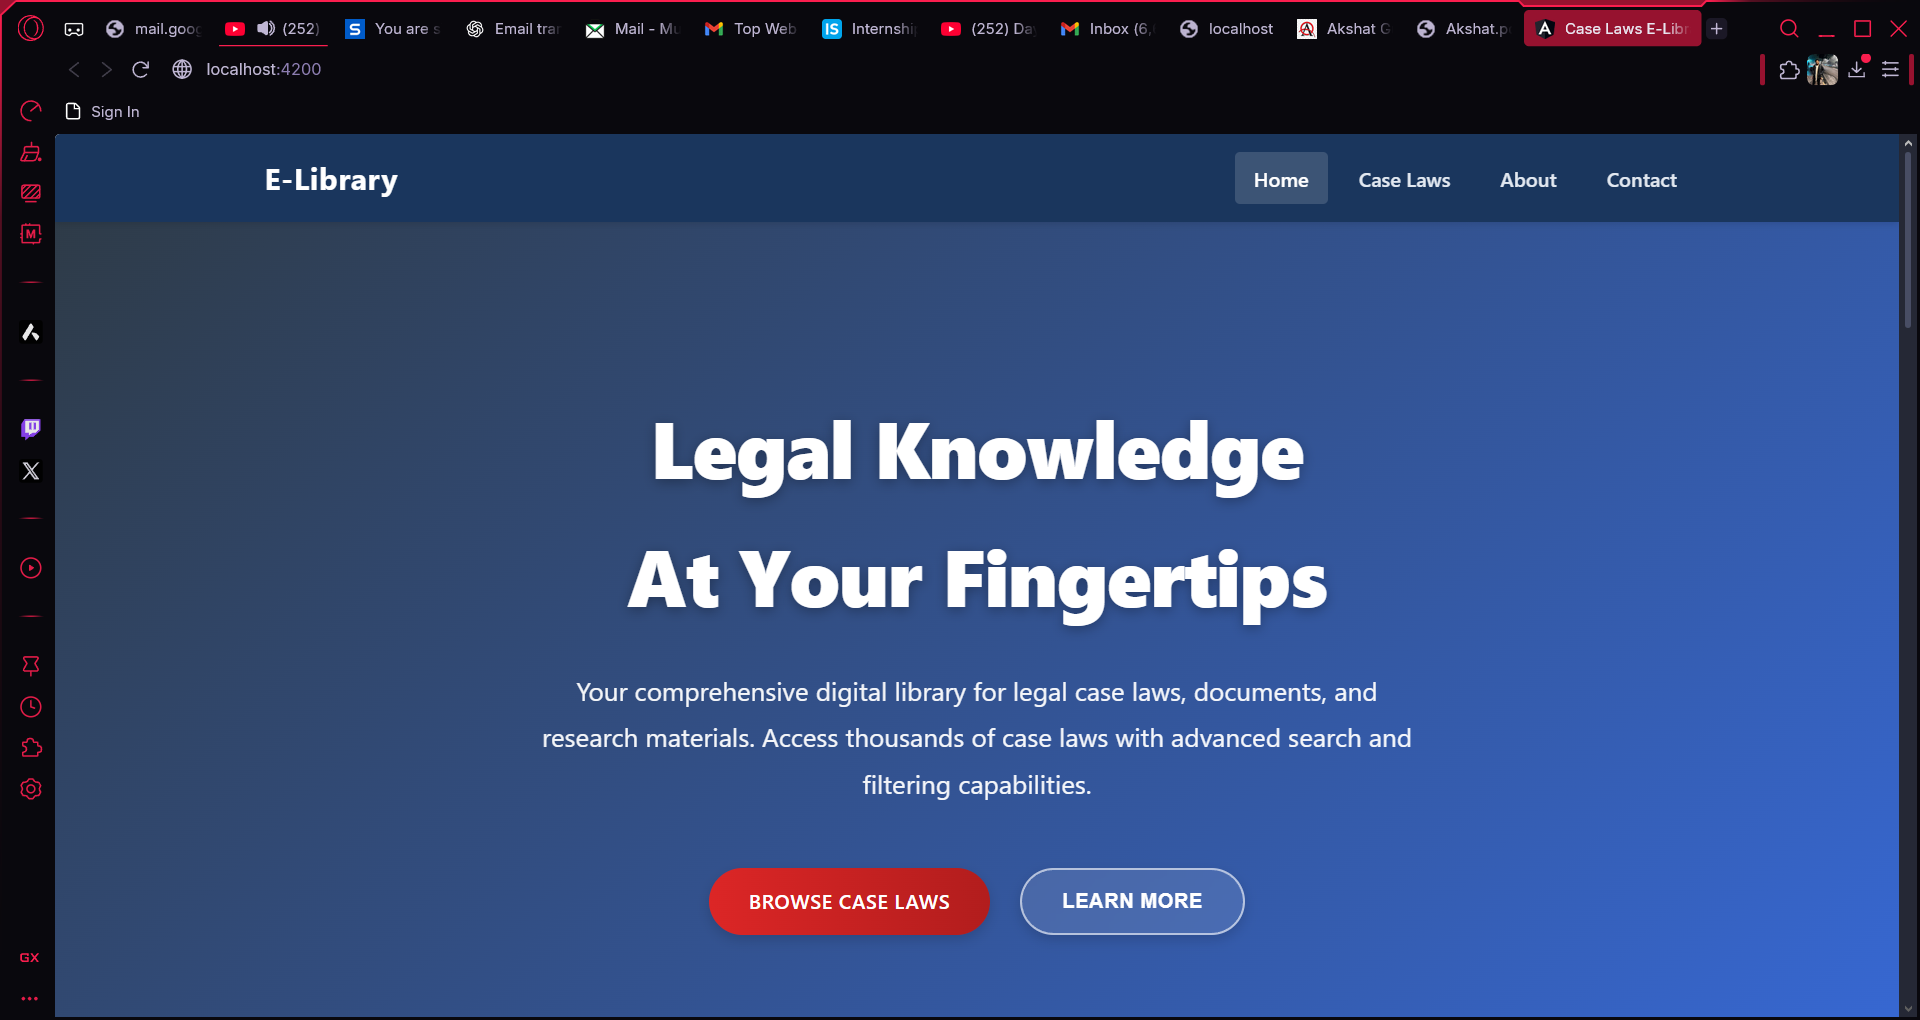 mail.goog
(252)
S
You are s
Email tra
Mail - Mu
Top Web
IS
Internshi
(252) Da
Inbox (6,
localhost
Akshat G
Akshat.p
Case Laws E-Libr
localhost:4200
Sign In
E-Library
Home
Case Laws
About
Contact
Legal Knowledge
At Your Fingertips
Your comprehensive digital library for legal case laws, documents, and
research materials. Access thousands of case laws with advanced search and
filtering capabilities.
BROWSE CASE LAWS
LEARN MORE
M
GX